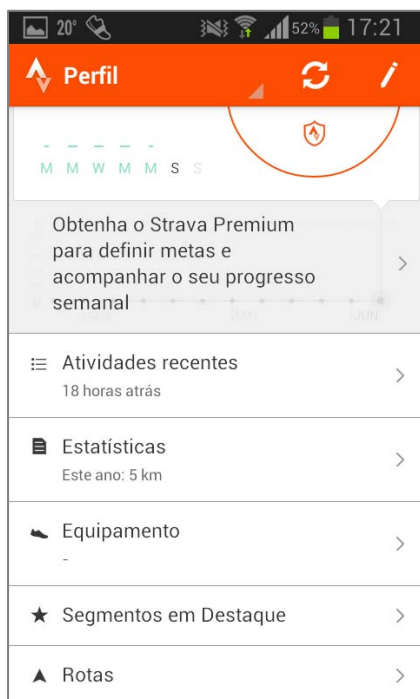 20° 52% 17:21
Perfil
- - - - -
M M W M M S S
Obtenha o Strava Premium
para definir metas e
acompanhar o seu progresso
semanal
MAI JUN
Atividades recentes
18 horas atrás
Estatísticas
Este ano: 5 km
Equipamento
-
Segmentos em Destaque
Rotas